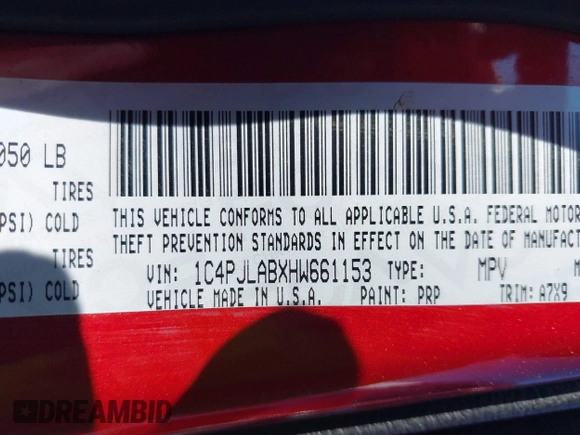 050 LB
TIRES
PSI) COLD
TIRES
PSI) COLD
THIS VEHICLE CONFORMS TO ALL APPLICABLE U.S.A. FEDERAL MOTOR
THEFT PREVENTION STANDARDS IN EFFECT ON THE DATE OF MANUFACT
VIN: 1C4PJLABXHW661153 TYPE: MPV
VEHICLE MADE IN U.S.A. PAINT: PRP TRIM: A7X9
DREAMBID